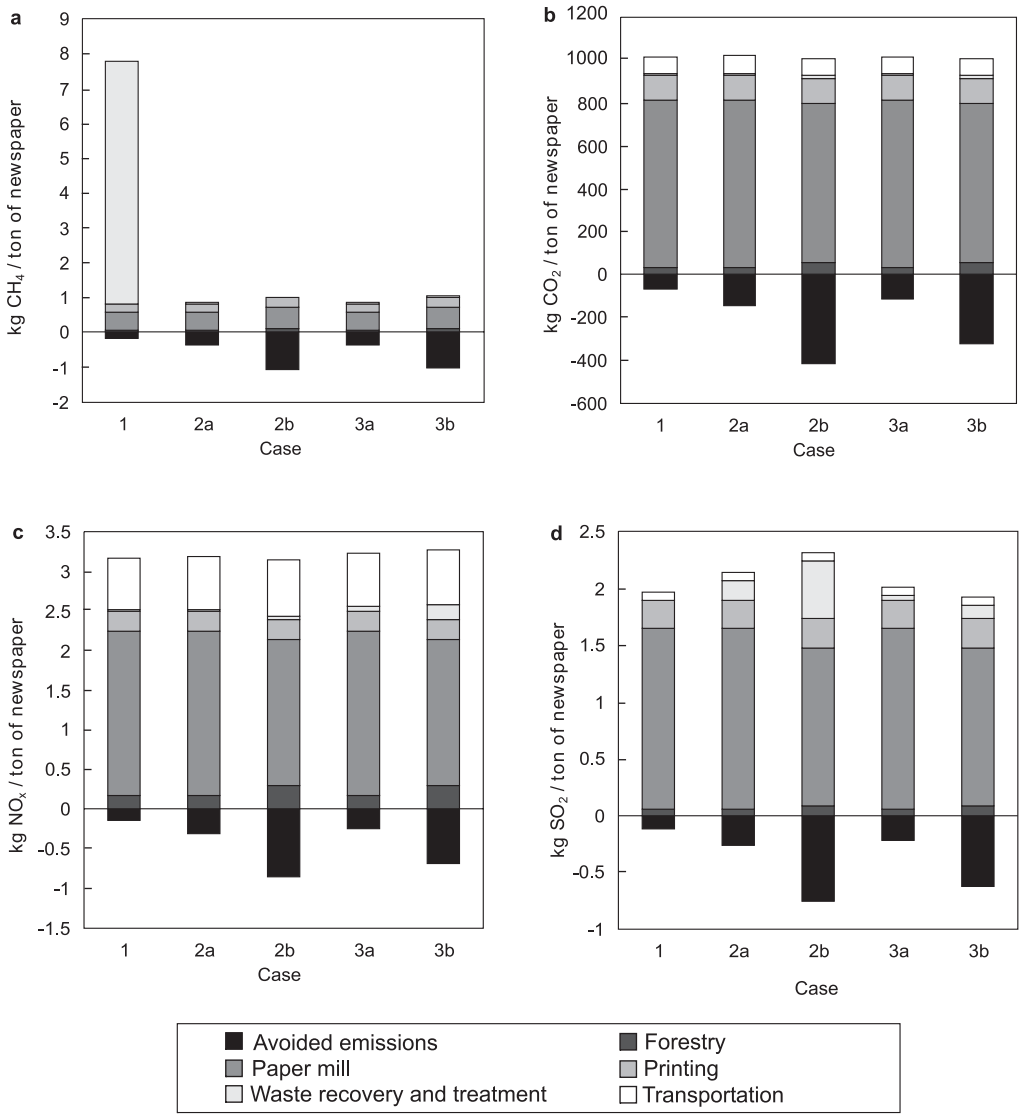 a
9
8
7
6
5
4
3
2
1
0
-1
-2
kg CH₄ / ton of newspaper
1 2a 2b 3a 3b
Case
b
1200
1000
800
600
400
200
0
-200
-400
-600
kg CO₂ / ton of newspaper
1 2a 2b 3a 3b
Case
c
3.5
3
2.5
2
1.5
1
0.5
0
-0.5
-1
-1.5
kg NOₓ / ton of newspaper
1 2a 2b 3a 3b
Case
d
2.5
2
1.5
1
0.5
0
-0.5
-1
kg SO₂ / ton of newspaper
1 2a 2b 3a 3b
Case
Avoided emissions
Forestry
Paper mill
Printing
Waste recovery and treatment
Transportation